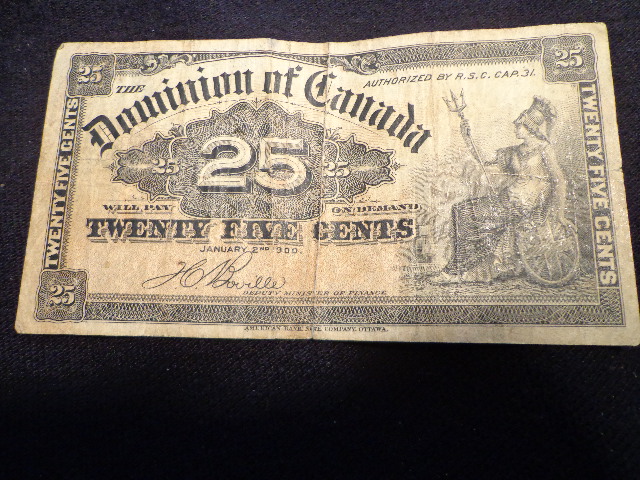 25
25
THE
AUTHORIZED BY R.S.C. CAP. 31.
Dominion of Canada
TWENTY FIVE CENTS
TWENTY FIVE CENTS
25
25
25
WILL PAY
ON DEMAND
TWENTY FIVE CENTS
JANUARY 2ND 1900.
H C Boville
DEPUTY MINISTER OF FINANCE
25
AMERICAN BANK NOTE COMPANY, OTTAWA.